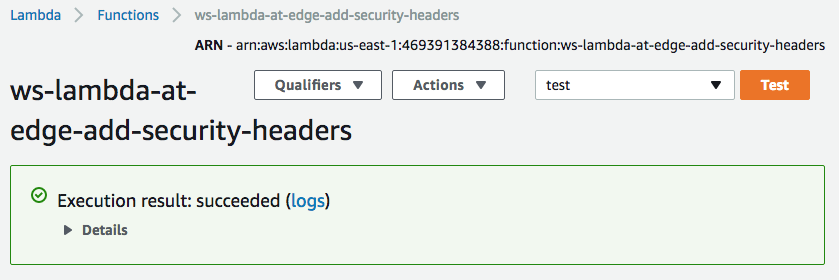 Lambda > Functions > ws-lambda-at-edge-add-security-headers
ARN - arn:aws:lambda:us-east-1:469391384388:function:ws-lambda-at-edge-add-security-headers
ws-lambda-at-
edge-add-security-headers
Qualifiers Actions test Test
Execution result: succeeded (logs)
Details